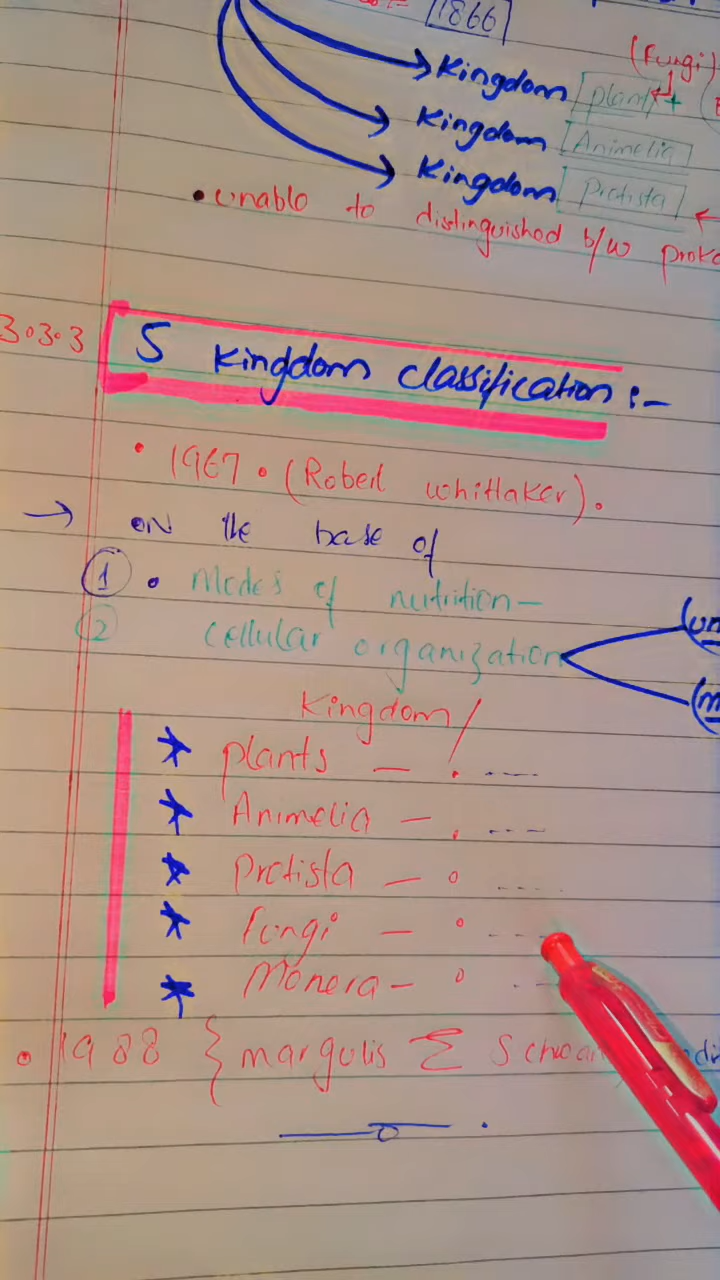 1866
(Fungi)
Kingdom Plant +
Kingdom Animelia
Kingdom Protista ←
• unable to distinguished b/w
3.3.3 5 Kingdom classification :-
• 1967 • (Robert Whittaker).
→ on the base of
1 • Modes of nutrition -
2 cellular organization
Kingdom /
* plants - . ----
* Animelia - . ---
* Protista - ° ----
* Fungi - ° ---
* Monera - ° --
• 1988 { margulis Σ